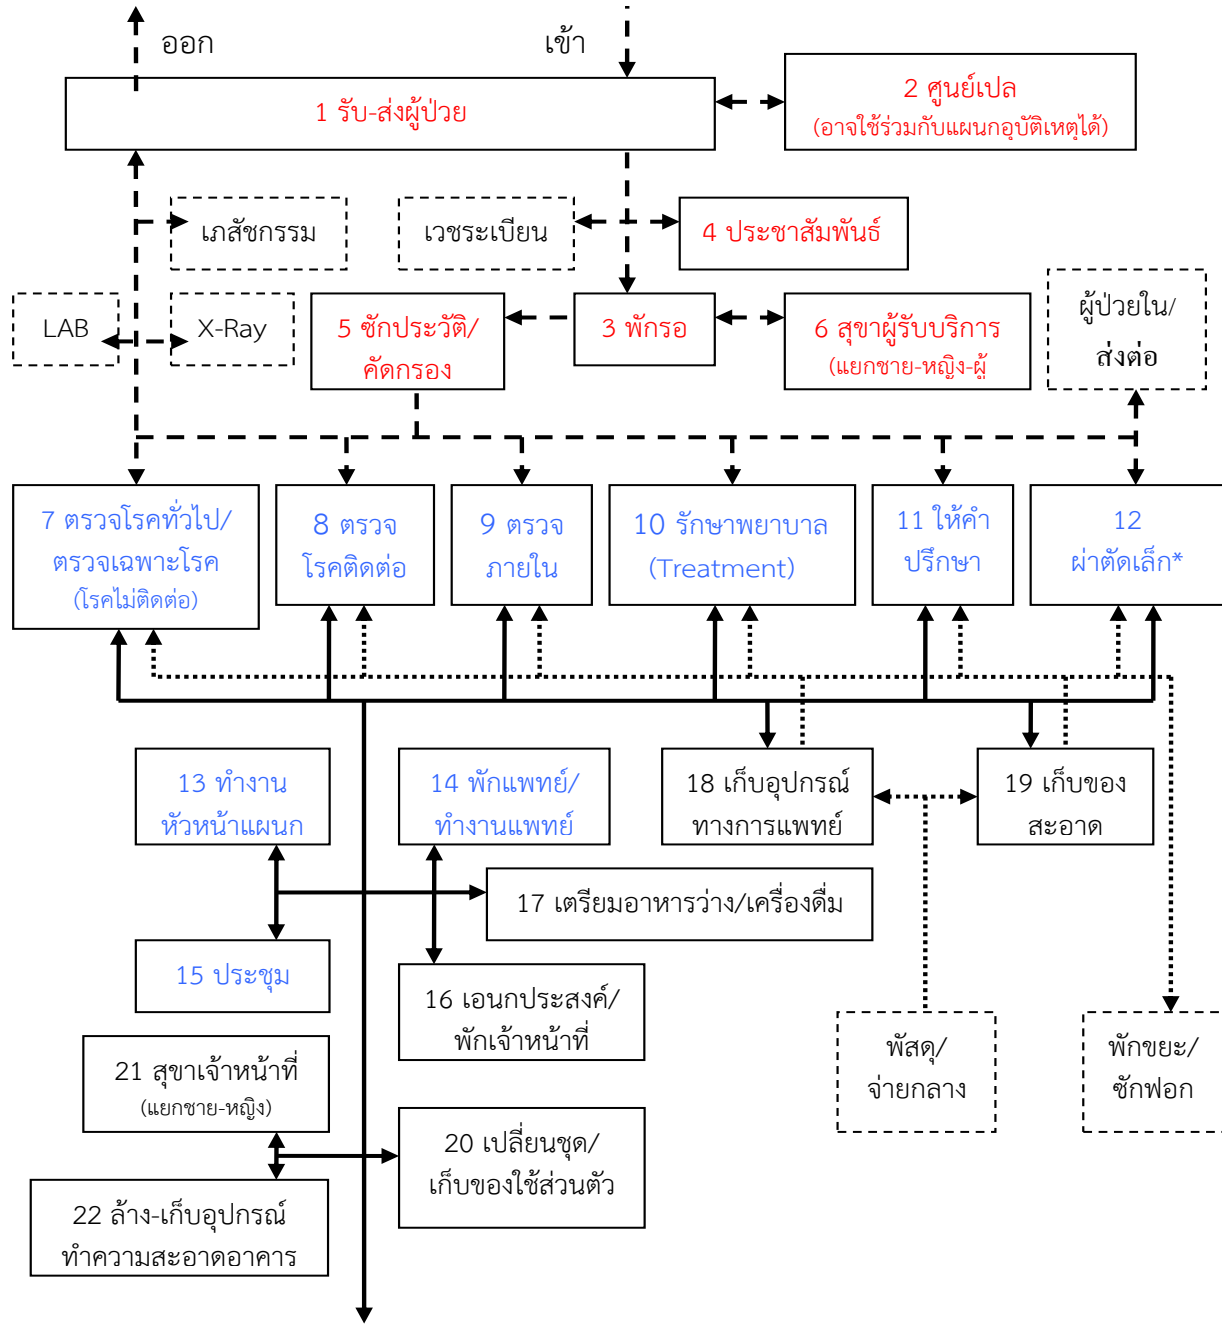 ออก
เข้า
1 รับ-ส่งผู้ป่วย
2 ศูนย์เปล
(อาจใช้ร่วมกับแผนกอุบัติเหตุได้)
เภสัชกรรม
เวชระเบียน
4 ประชาสัมพันธ์
LAB
X-Ray
5 ซักประวัติ/
คัดกรอง
3 พักรอ
6 สุขาผู้รับบริการ
(แยกชาย-หญิง-ผู้
ผู้ป่วยใน/
ส่งต่อ
7 ตรวจโรคทั่วไป/
ตรวจเฉพาะโรค
(โรคไม่ติดต่อ)
8 ตรวจ
โรคติดต่อ
9 ตรวจ
ภายใน
10 รักษาพยาบาล
(Treatment)
11 ให้คำ
ปรึกษา
12
ผ่าตัดเล็ก*
13 ทำงาน
หัวหน้าแผนก
14 พักแพทย์/
ทำงานแพทย์
18 เก็บอุปกรณ์
ทางการแพทย์
19 เก็บของ
สะอาด
17 เตรียมอาหารว่าง/เครื่องดื่ม
15 ประชุม
16 เอนกประสงค์/
พักเจ้าหน้าที่
พัสดุ/
จ่ายกลาง
พักขยะ/
ซักฟอก
21 สุขาเจ้าหน้าที่
(แยกชาย-หญิง)
20 เปลี่ยนชุด/
เก็บของใช้ส่วนตัว
22 ล้าง-เก็บอุปกรณ์
ทำความสะอาดอาคาร